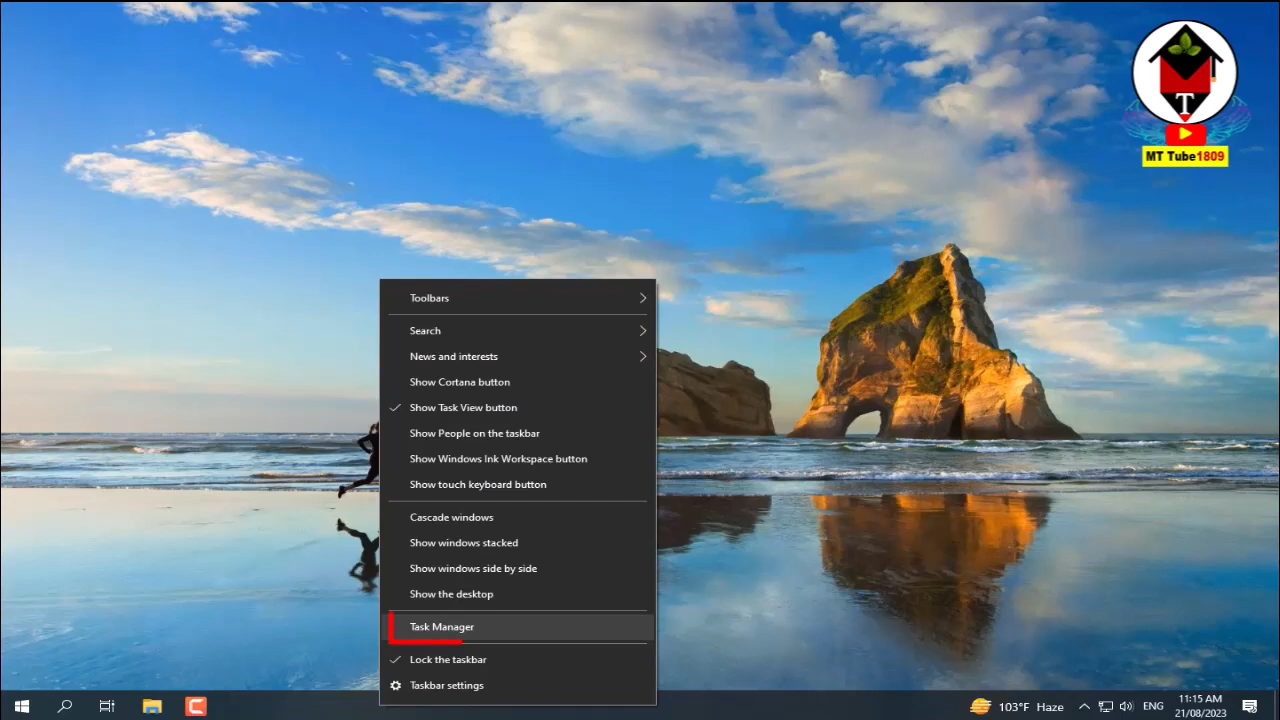 T
MT Tube1809
Toolbars
Search
News and interests
Show Cortana button
Show Task View button
Show People on the taskbar
Show Windows Ink Workspace button
Show touch keyboard button
Cascade windows
Show windows stacked
Show windows side by side
Show the desktop
Task Manager
Lock the taskbar
Taskbar settings
103°F Haze
ENG
11:15 AM
21/08/2023